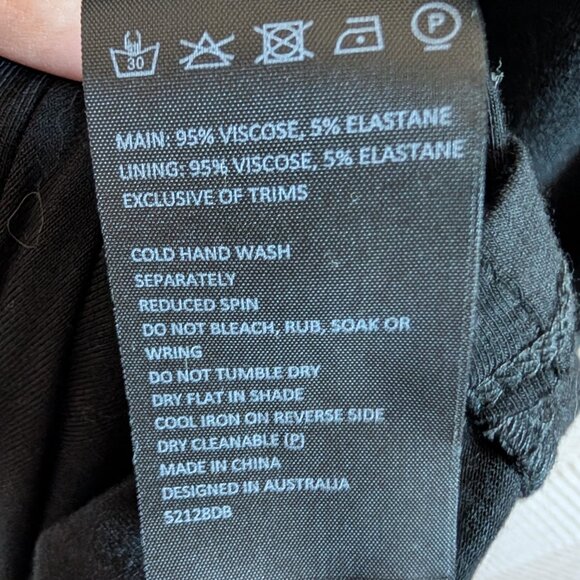 30 P
MAIN: 95% VISCOSE, 5% ELASTANE
LINING: 95% VISCOSE, 5% ELASTANE
EXCLUSIVE OF TRIMS
COLD HAND WASH
SEPARATELY
REDUCED SPIN
DO NOT BLEACH, RUB, SOAK OR
WRING
DO NOT TUMBLE DRY
DRY FLAT IN SHADE
COOL IRON ON REVERSE SIDE
DRY CLEANABLE (P)
MADE IN CHINA
DESIGNED IN AUSTRALIA
52128DB